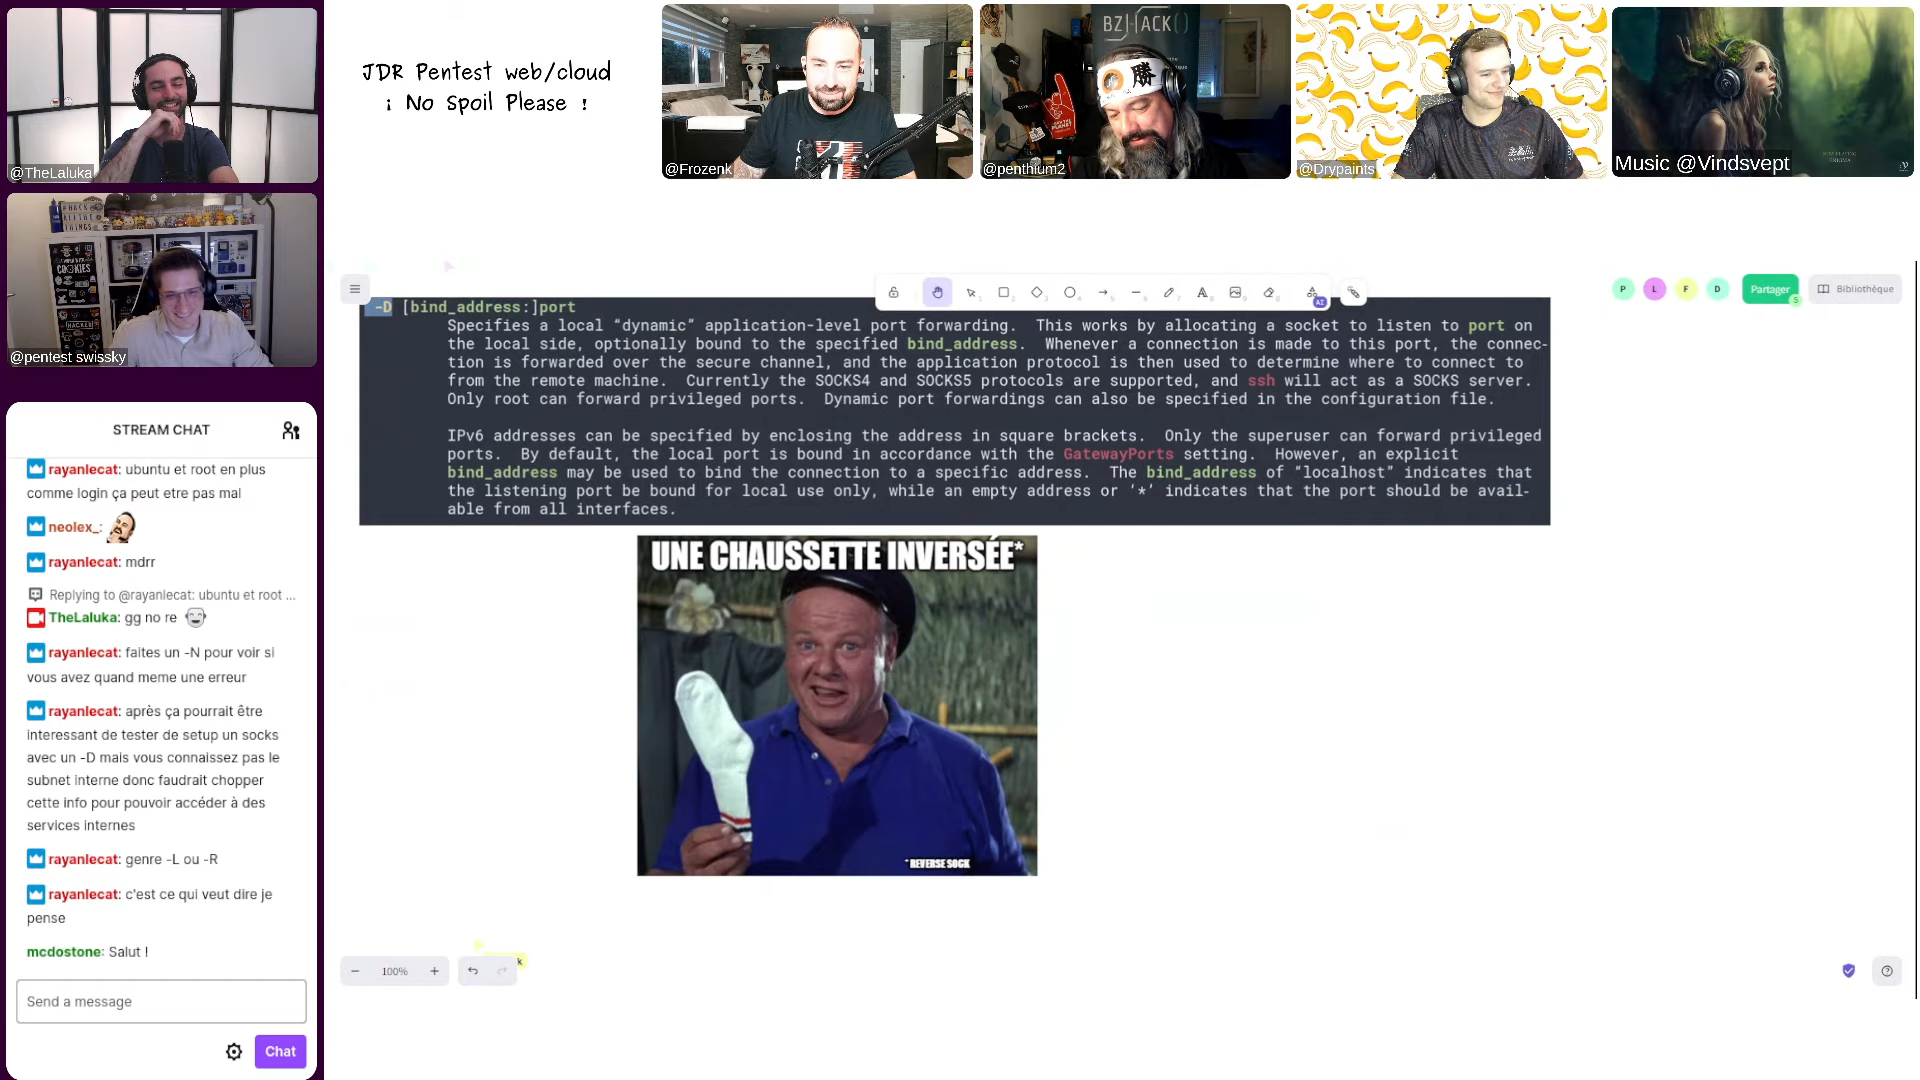 @TheLaluka
JDR Pentest web/cloud
¡ No Spoil Please !
@Frozenk
BZHACK()
勝
@penthium2
@Drypaints
Music @Vindsvept
@pentest swissky
STREAM CHAT
rayanlecat: ubuntu et root en plus
comme login ça peut etre pas mal
neolex_:
rayanlecat: mdrr
Replying to @rayanlecat: ubuntu et root ...
TheLaluka: gg no re
rayanlecat: faites un -N pour voir si
vous avez quand meme une erreur
rayanlecat: après ça pourrait être
interessant de tester de setup un socks
avec un -D mais vous connaissez pas le
subnet interne donc faudrait chopper
cette info pour pouvoir accéder à des
services internes
rayanlecat: genre -L ou -R
rayanlecat: c'est ce qui veut dire je
pense
mcdostone: Salut !
Send a message
Chat
P L F D
Partager
5
Bibliothèque
AI
-D [bind_address:]port
Specifies a local “dynamic” application-level port forwarding. This works by allocating a socket to listen to port on
the local side, optionally bound to the specified bind_address. Whenever a connection is made to this port, the connec-
tion is forwarded over the secure channel, and the application protocol is then used to determine where to connect to
from the remote machine. Currently the SOCKS4 and SOCKS5 protocols are supported, and ssh will act as a SOCKS server.
Only root can forward privileged ports. Dynamic port forwardings can also be specified in the configuration file.
IPv6 addresses can be specified by enclosing the address in square brackets. Only the superuser can forward privileged
ports. By default, the local port is bound in accordance with the GatewayPorts setting. However, an explicit
bind_address may be used to bind the connection to a specific address. The bind_address of “localhost” indicates that
the listening port be bound for local use only, while an empty address or ‘*’ indicates that the port should be avail-
able from all interfaces.
UNE CHAUSSETTE INVERSÉE*
* REVERSE SOCK
100%
k